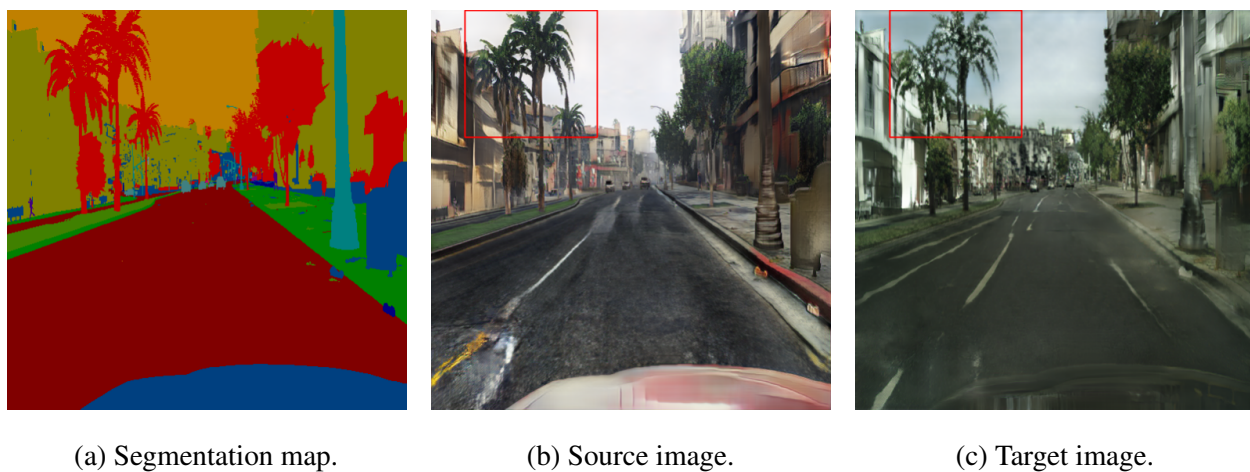 (a) Segmentation map.
(b) Source image.
(c) Target image.